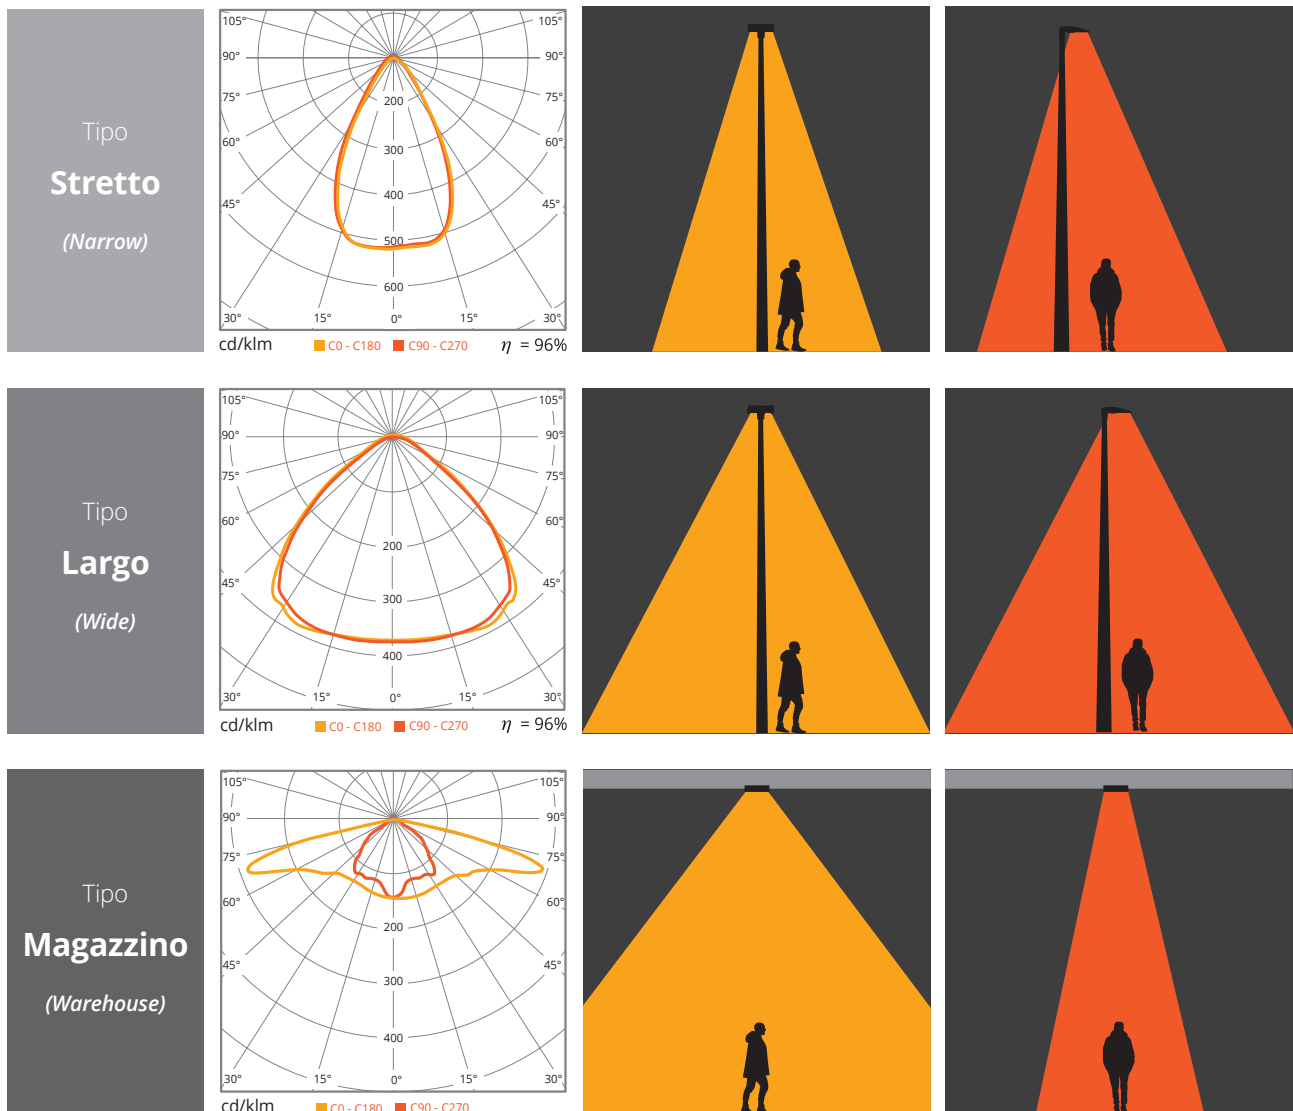 Tipo
Stretto
(Narrow)
105° 105°
90° 90°
75° 75°
60° 60°
45° 45°
200
300
400
500
600
30° 15° 0° 15° 30°
cd/klm C0 - C180 C90 - C270 η = 96%
Tipo
Largo
(Wide)
105° 105°
90° 90°
75° 75°
60° 60°
45° 45°
200
300
400
30° 15° 0° 15° 30°
cd/klm C0 - C180 C90 - C270 η = 96%
Tipo
Magazzino
(Warehouse)
105° 105°
90° 90°
75° 75°
60° 60°
45° 45°
200
300
400
30° 15° 0° 15° 30°
cd/klm C0 - C180 C90 - C270